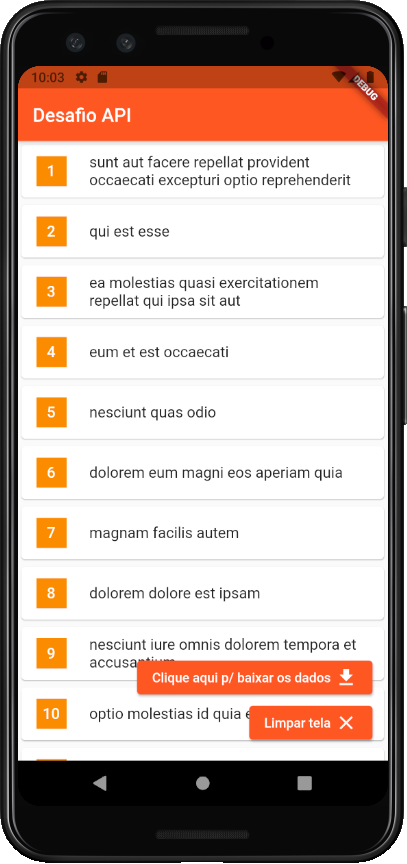 10:03
DEBUG
Desafio API
1
sunt aut facere repellat provident
occaecati excepturi optio reprehenderit
2
qui est esse
3
ea molestias quasi exercitationem
repellat qui ipsa sit aut
4
eum et est occaecati
5
nesciunt quas odio
6
dolorem eum magni eos aperiam quia
7
magnam facilis autem
8
dolorem dolore est ipsam
9
nesciunt iure omnis dolorem tempora et
accusantium
Clique aqui p/ baixar os dados
10
optio molestias id quia
Limpar tela